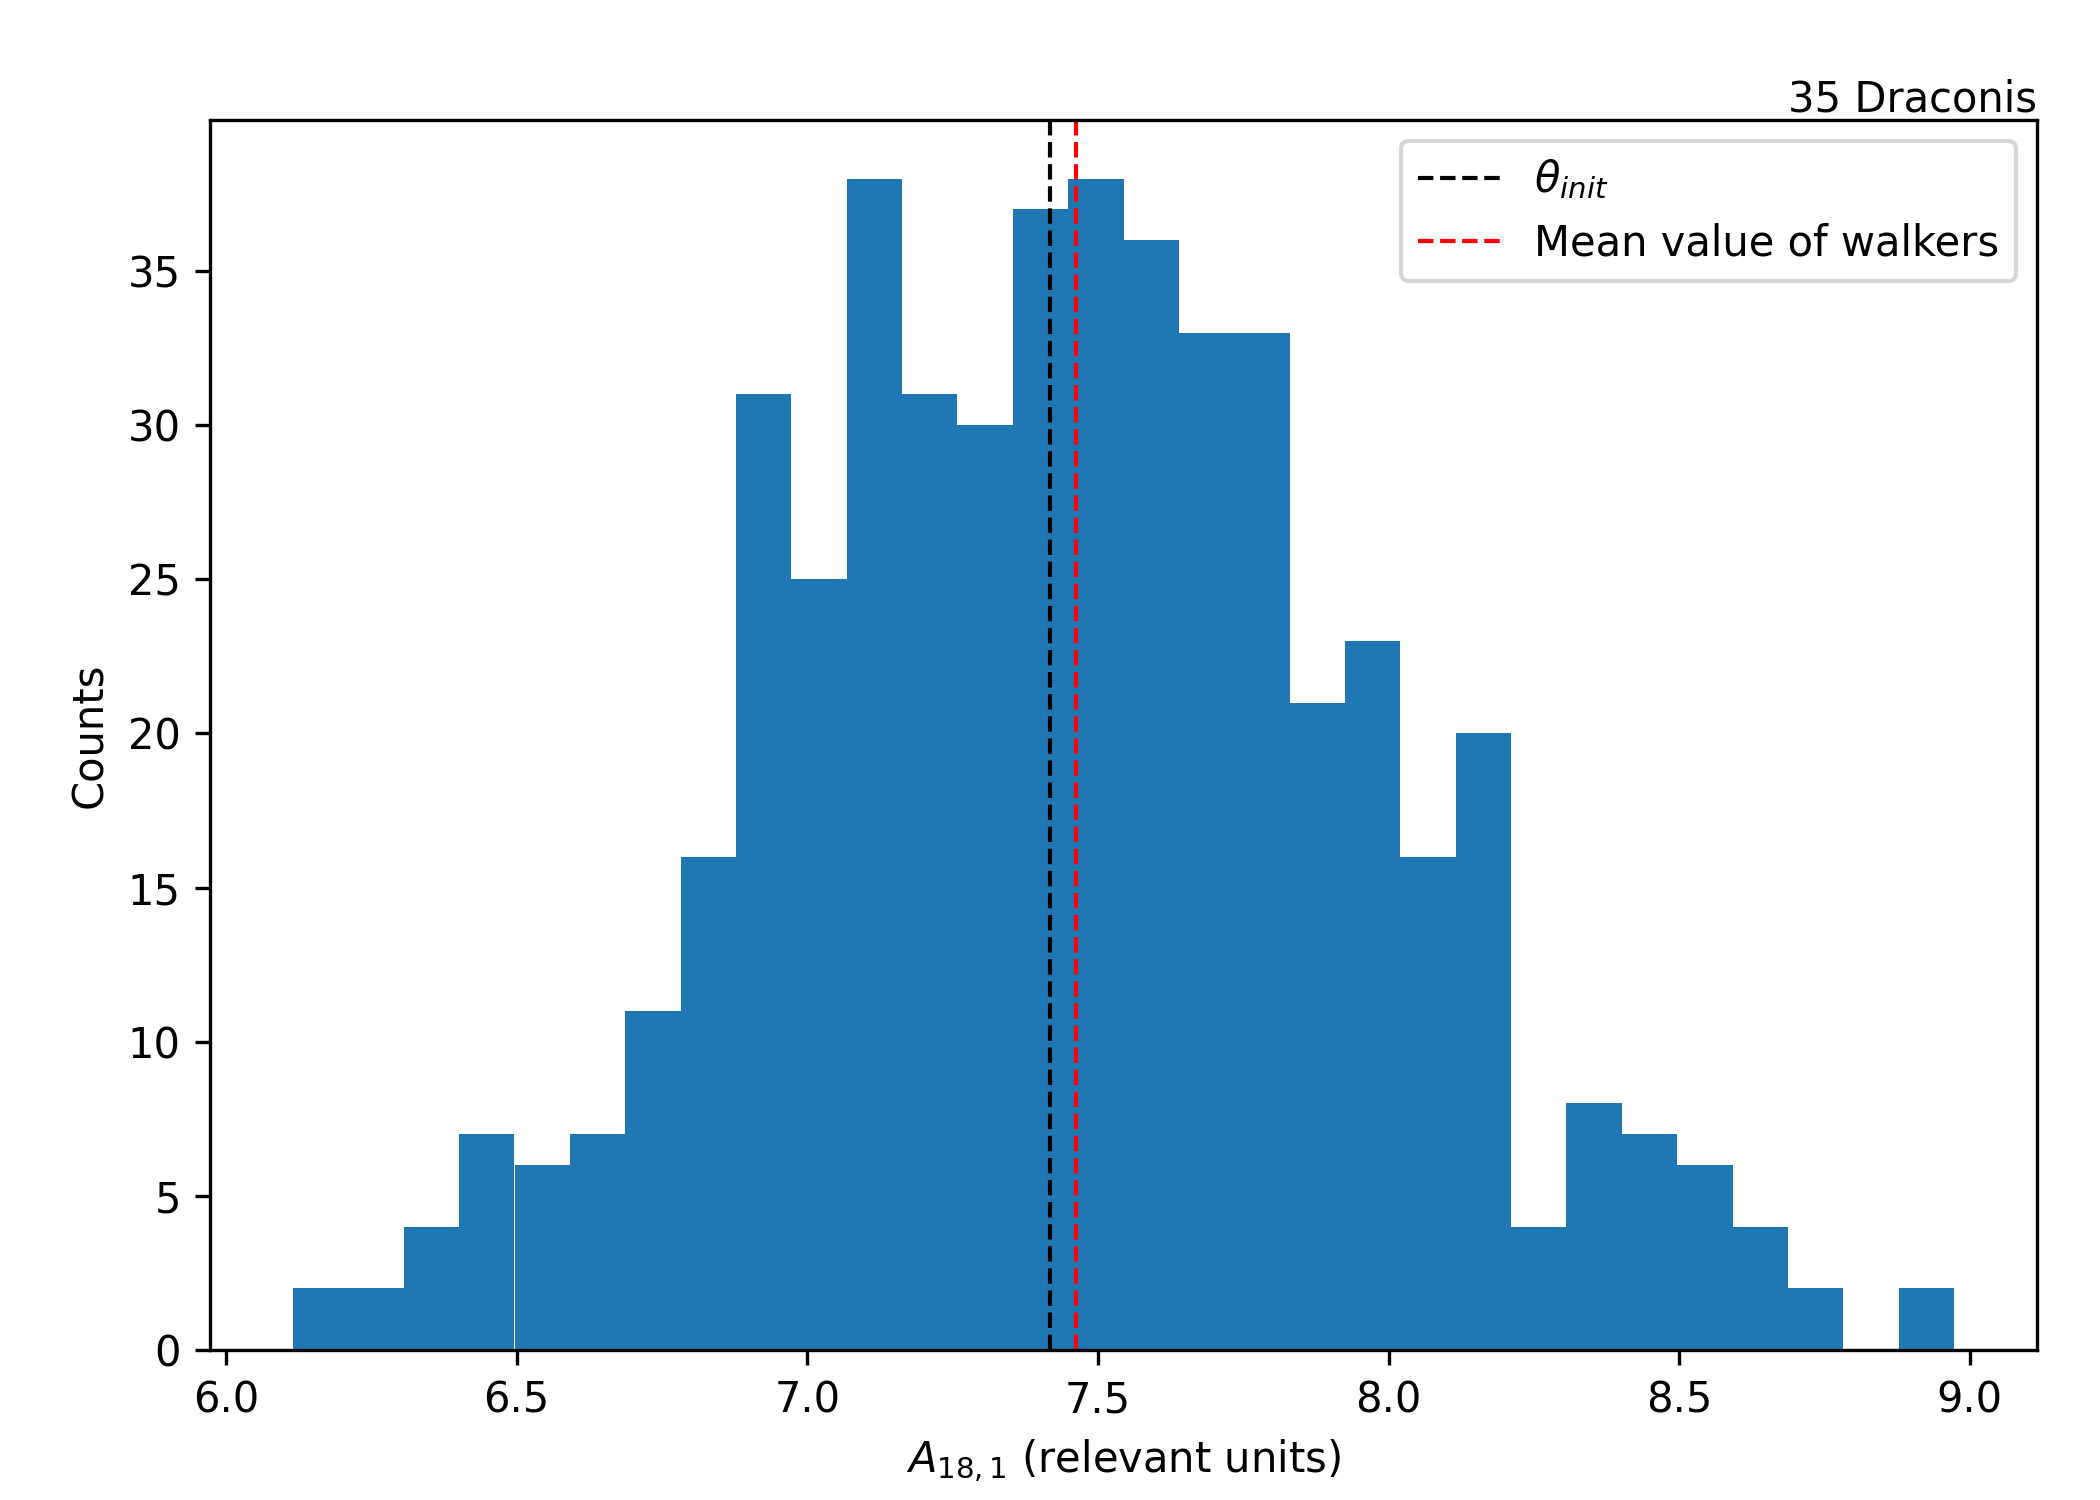 35 Draconis
θinit
Mean value of walkers
35
30
25
20
15
10
5
0
Counts
6.0 6.5 7.0 7.5 8.0 8.5 9.0
A18, 1 (relevant units)